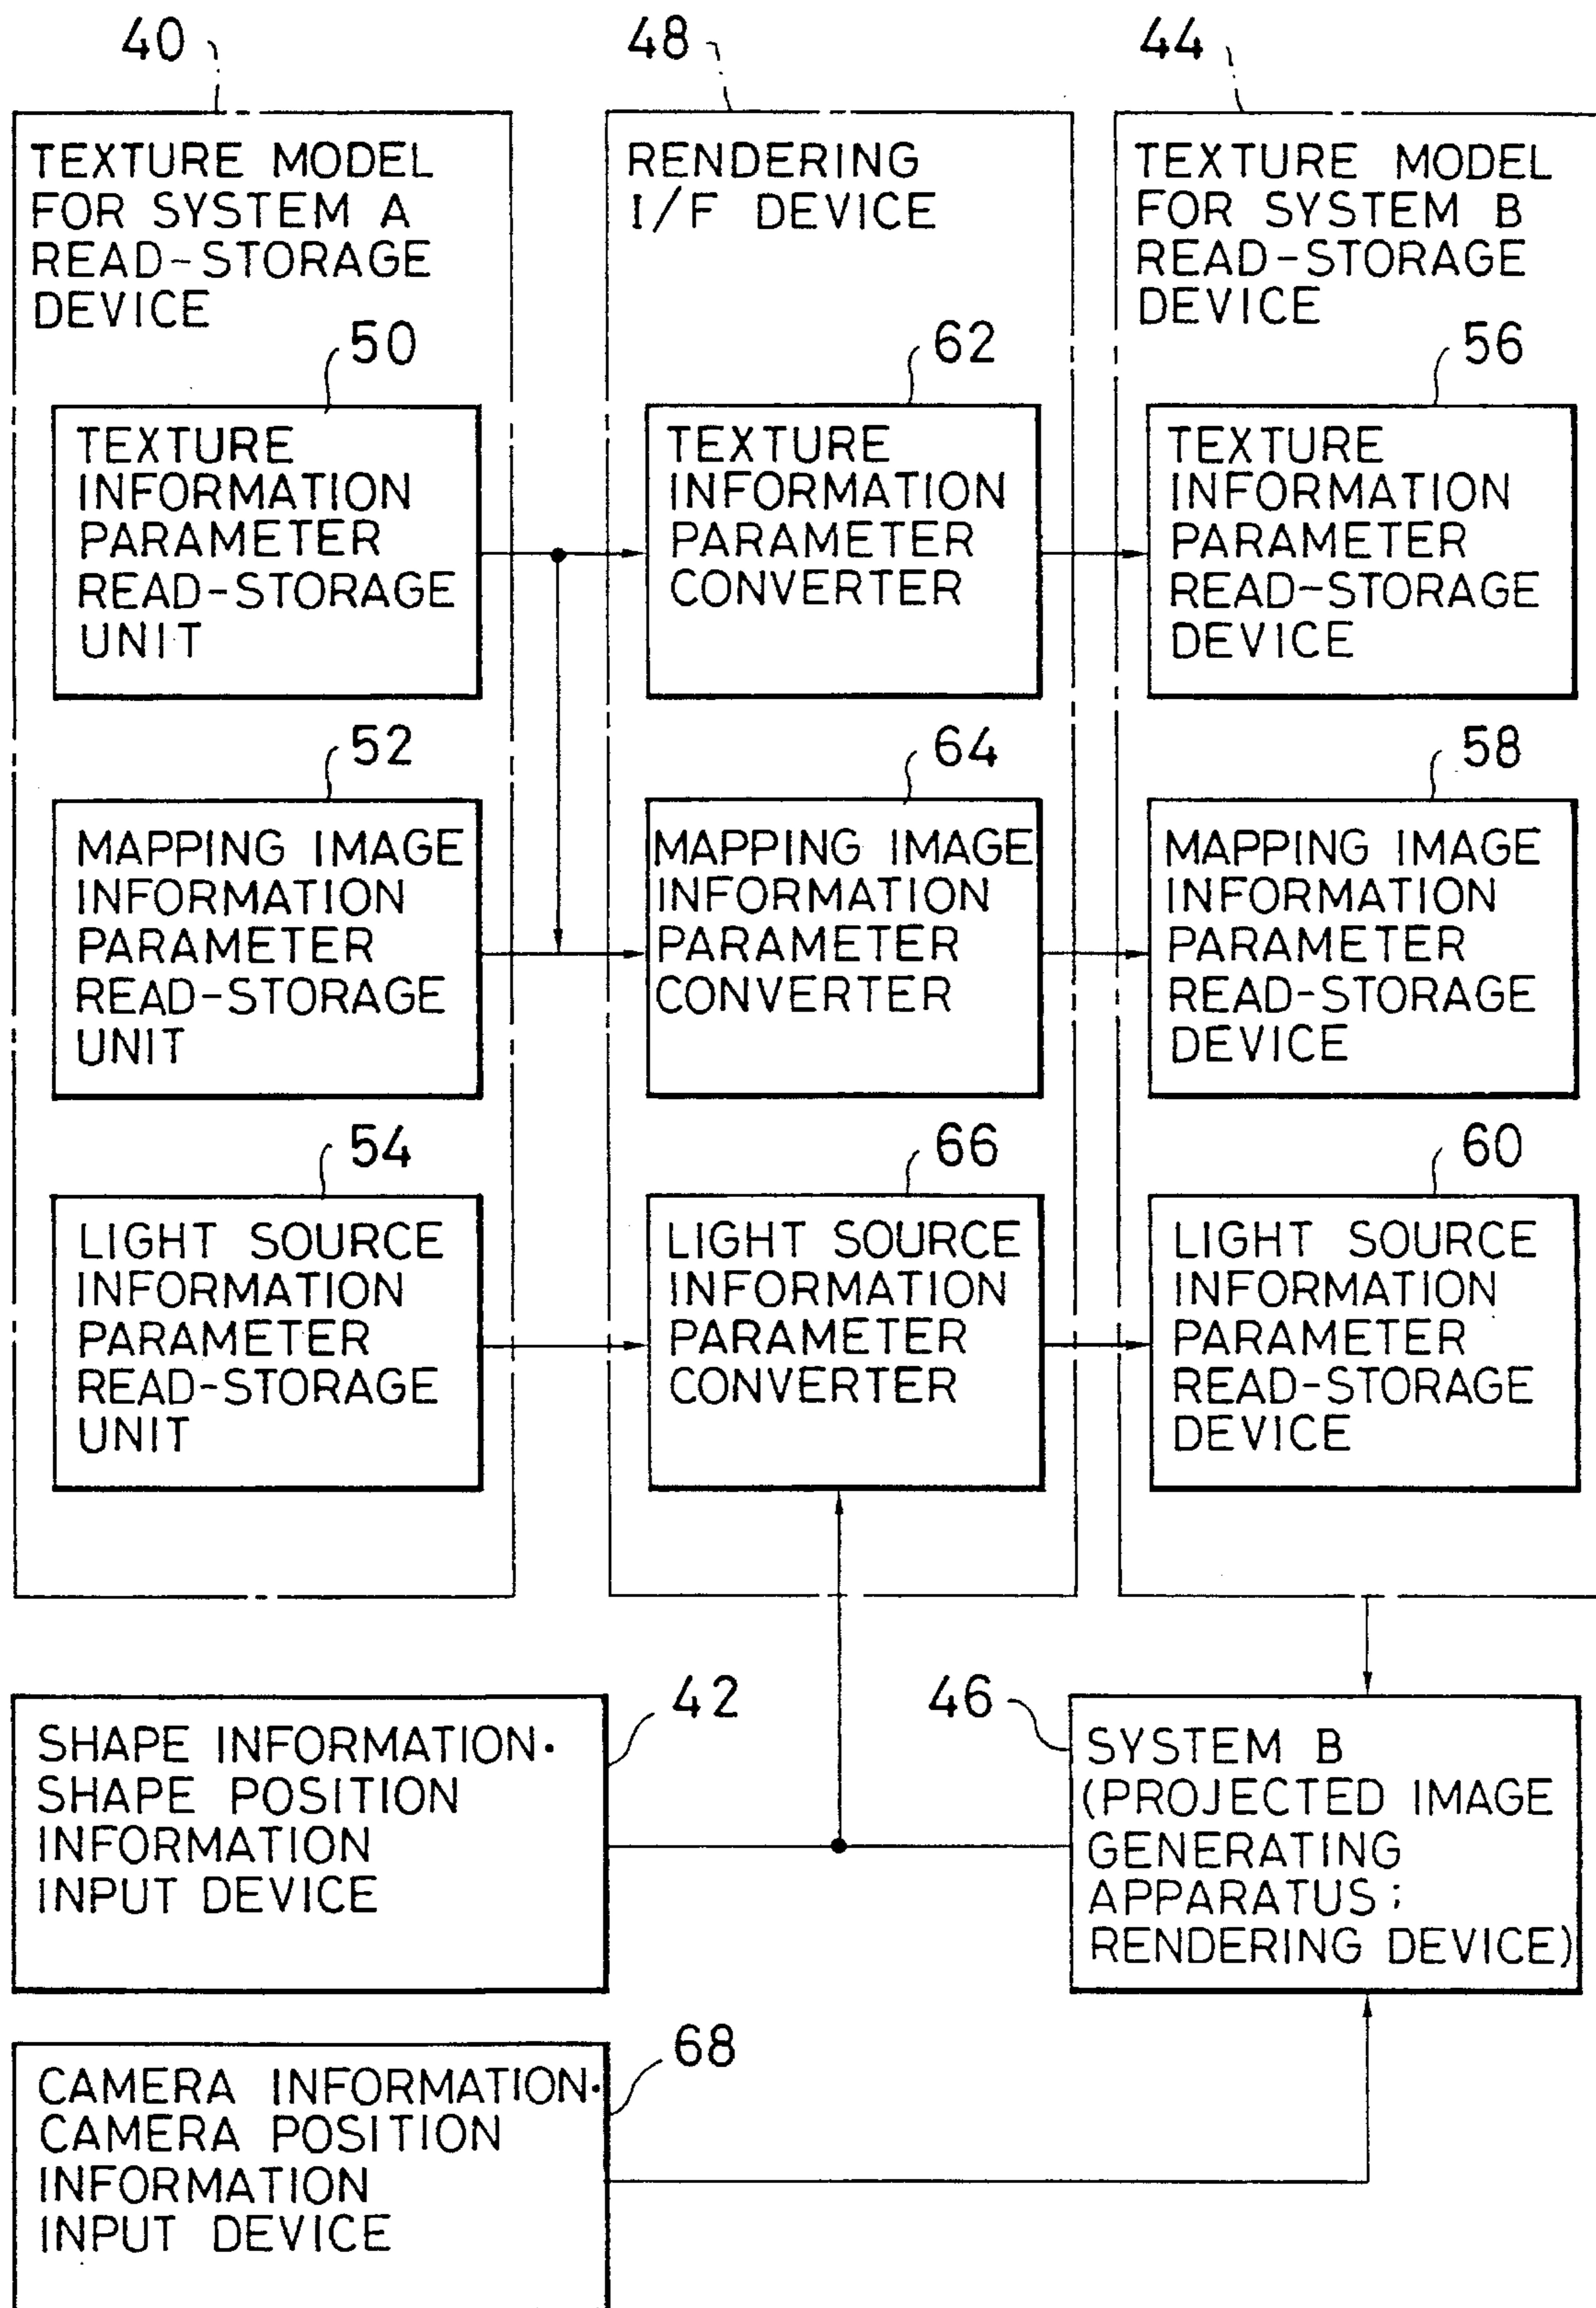 40
48
44
TEXTURE MODEL
FOR SYSTEM A
READ-STORAGE
DEVICE
RENDERING
I/F DEVICE
TEXTURE MODEL
FOR SYSTEM B
READ-STORAGE
DEVICE
50
62
56
TEXTURE
INFORMATION
PARAMETER
READ-STORAGE
UNIT
TEXTURE
INFORMATION
PARAMETER
CONVERTER
TEXTURE
INFORMATION
PARAMETER
READ-STORAGE
DEVICE
52
64
58
MAPPING IMAGE
INFORMATION
PARAMETER
READ-STORAGE
UNIT
MAPPING IMAGE
INFORMATION
PARAMETER
CONVERTER
MAPPING IMAGE
INFORMATION
PARAMETER
READ-STORAGE
DEVICE
54
66
60
LIGHT SOURCE
INFORMATION
PARAMETER
READ-STORAGE
UNIT
LIGHT SOURCE
INFORMATION
PARAMETER
CONVERTER
LIGHT SOURCE
INFORMATION
PARAMETER
READ-STORAGE
DEVICE
42
46
SHAPE INFORMATION·
SHAPE POSITION
INFORMATION
INPUT DEVICE
SYSTEM B
(PROJECTED IMAGE
GENERATING
APPARATUS;
RENDERING DEVICE)
68
CAMERA INFORMATION·
CAMERA POSITION
INFORMATION
INPUT DEVICE